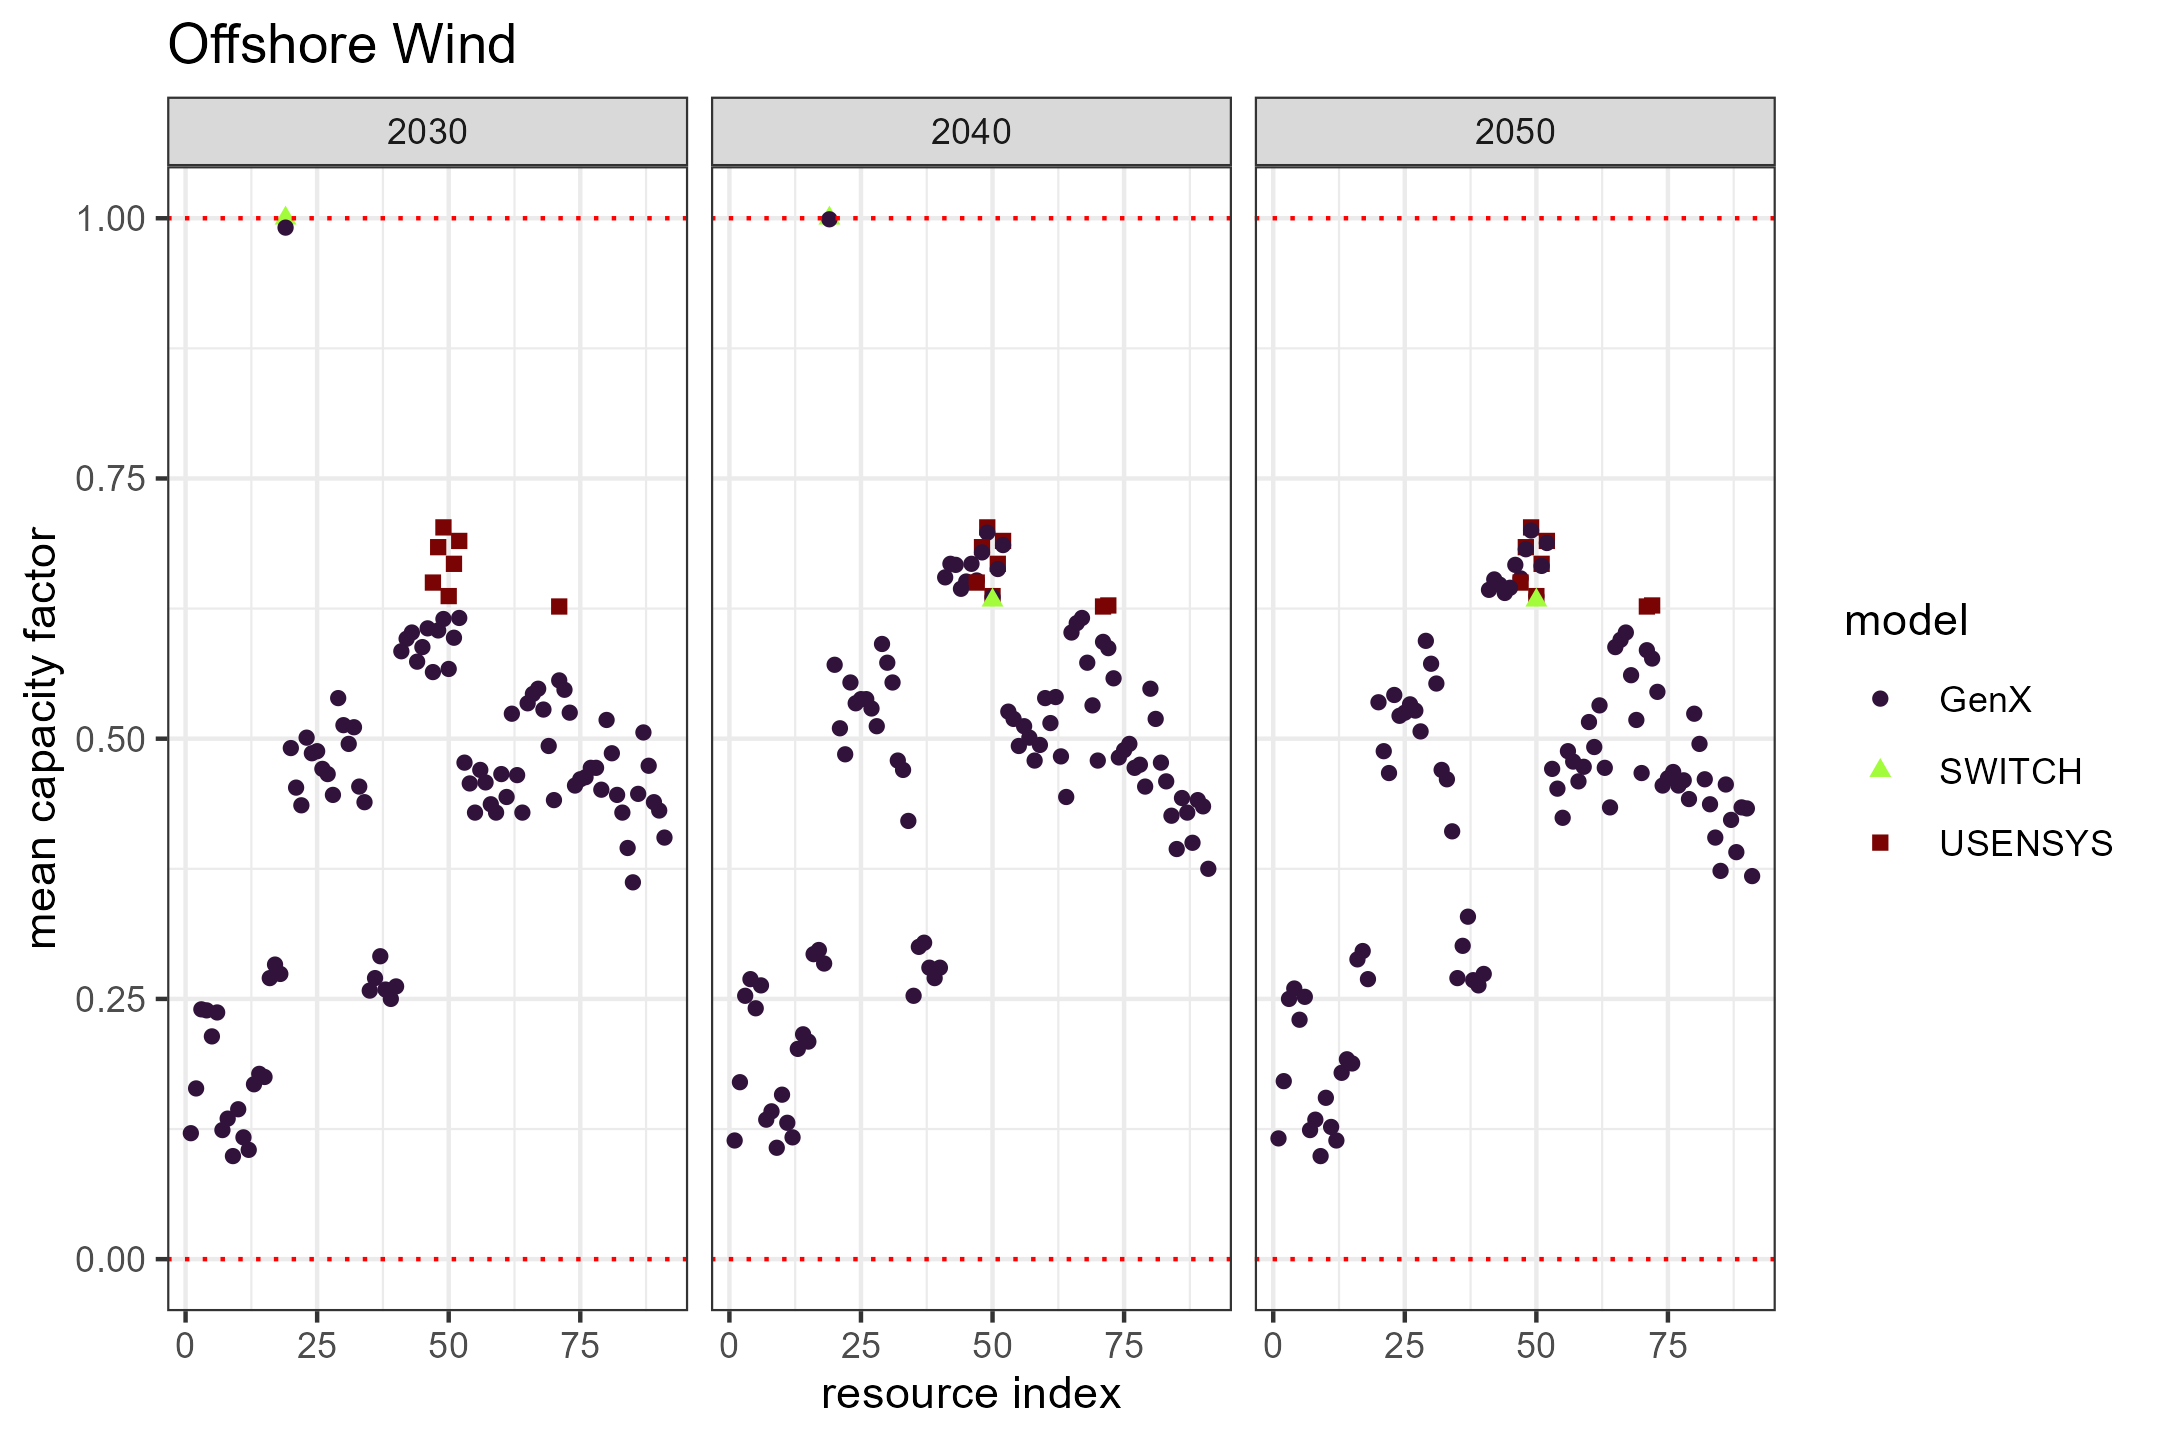 Offshore Wind
2030 2040 2050
1.00
0.75
0.50
0.25
0.00
mean capacity factor
0 25 50 75 0 25 50 75 0 25 50 75
resource index
model
GenX
SWITCH
USENSYS